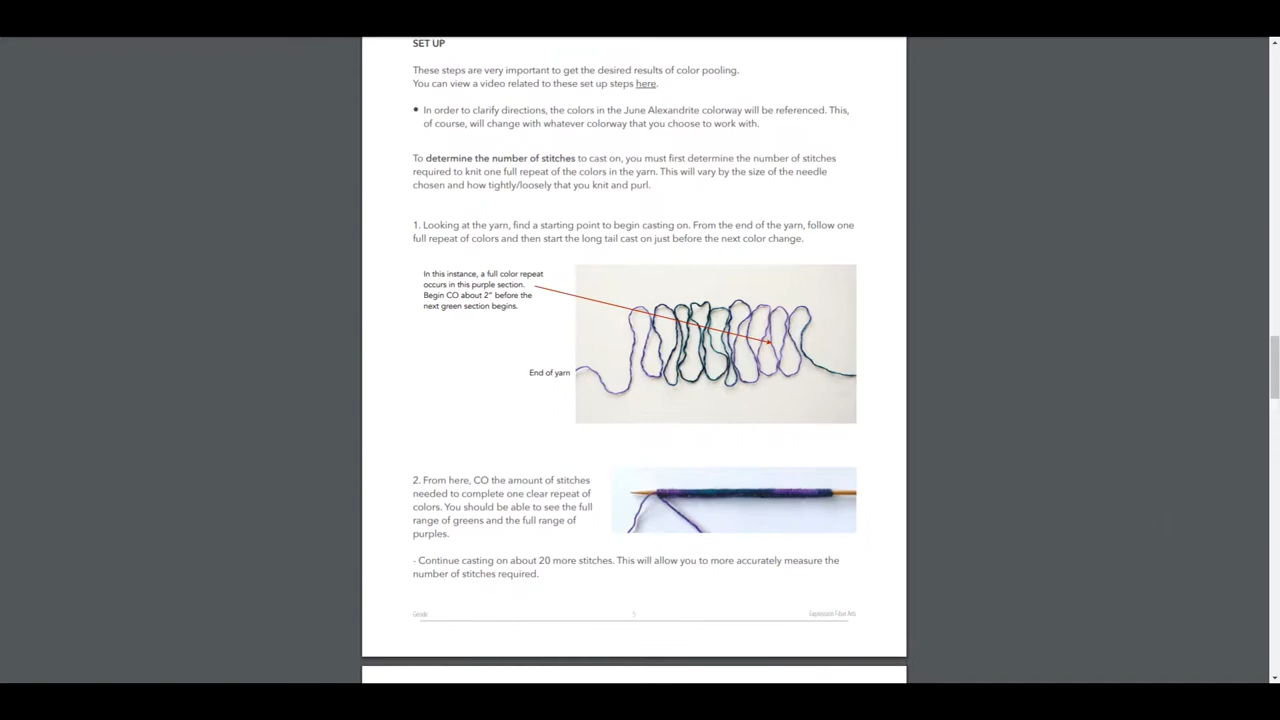 SET UP
These steps are very important to get the desired results of color pooling.
You can view a video related to these set up steps here.
• In order to clarify directions, the colors in the June Alexandrite colorway will be referenced. This,
of course, will change with whatever colorway that you choose to work with.
To determine the number of stitches to cast on, you must first determine the number of stitches
required to knit one full repeat of the colors in the yarn. This will vary by the size of the needle
chosen and how tightly/loosely that you knit and purl.
1. Looking at the yarn, find a starting point to begin casting on. From the end of the yarn, follow one
full repeat of colors and then start the long tail cast on just before the next color change.
In this instance, a full color repeat
occurs in this purple section.
Begin CO about 2" before the
next green section begins.
End of yarn
2. From here, CO the amount of stitches
needed to complete one clear repeat of
colors. You should be able to see the full
range of greens and the full range of
purples.
- Continue casting on about 20 more stitches. This will allow you to more accurately measure the
number of stitches required.
5
Expression Fiber Arts